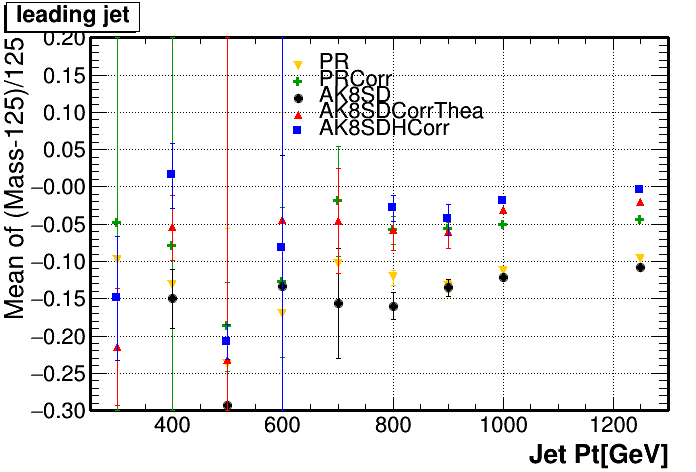 leading jet
Mean of (Mass-125)/125
0.20
0.15
0.10
0.05
−0.00
−0.05
−0.10
−0.15
−0.20
−0.25
−0.30
PR
PRCorr
AK8SD
AK8SDCorrThea
AK8SDHCorr
400 600 800 1000 1200
Jet Pt[GeV]